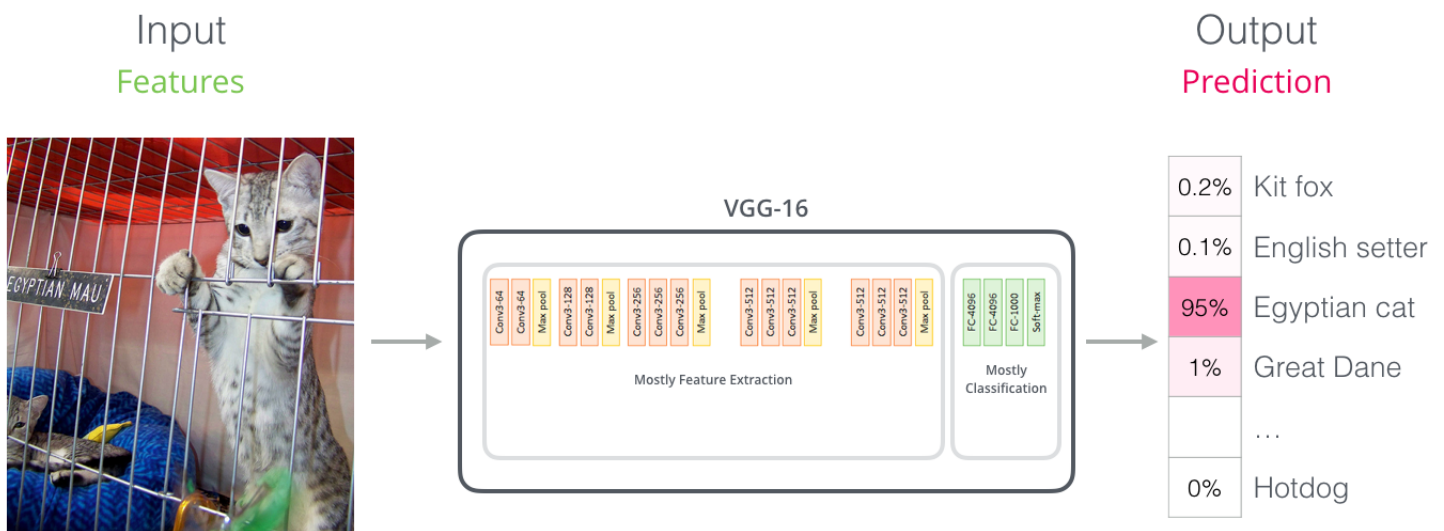 Input
Features
EGYPTIAN MAU
VGG-16
Conv3-64
Conv3-64
Max pool
Conv3-128
Conv3-128
Max pool
Conv3-256
Conv3-256
Conv3-256
Max pool
Conv3-512
Conv3-512
Conv3-512
Max pool
Conv3-512
Conv3-512
Conv3-512
Max pool
Mostly Feature Extraction
FC-4096
FC-4096
FC-1000
Soft-max
Mostly
Classification
Output
Prediction
0.2% Kit fox
0.1% English setter
95% Egyptian cat
1% Great Dane
...
0% Hotdog